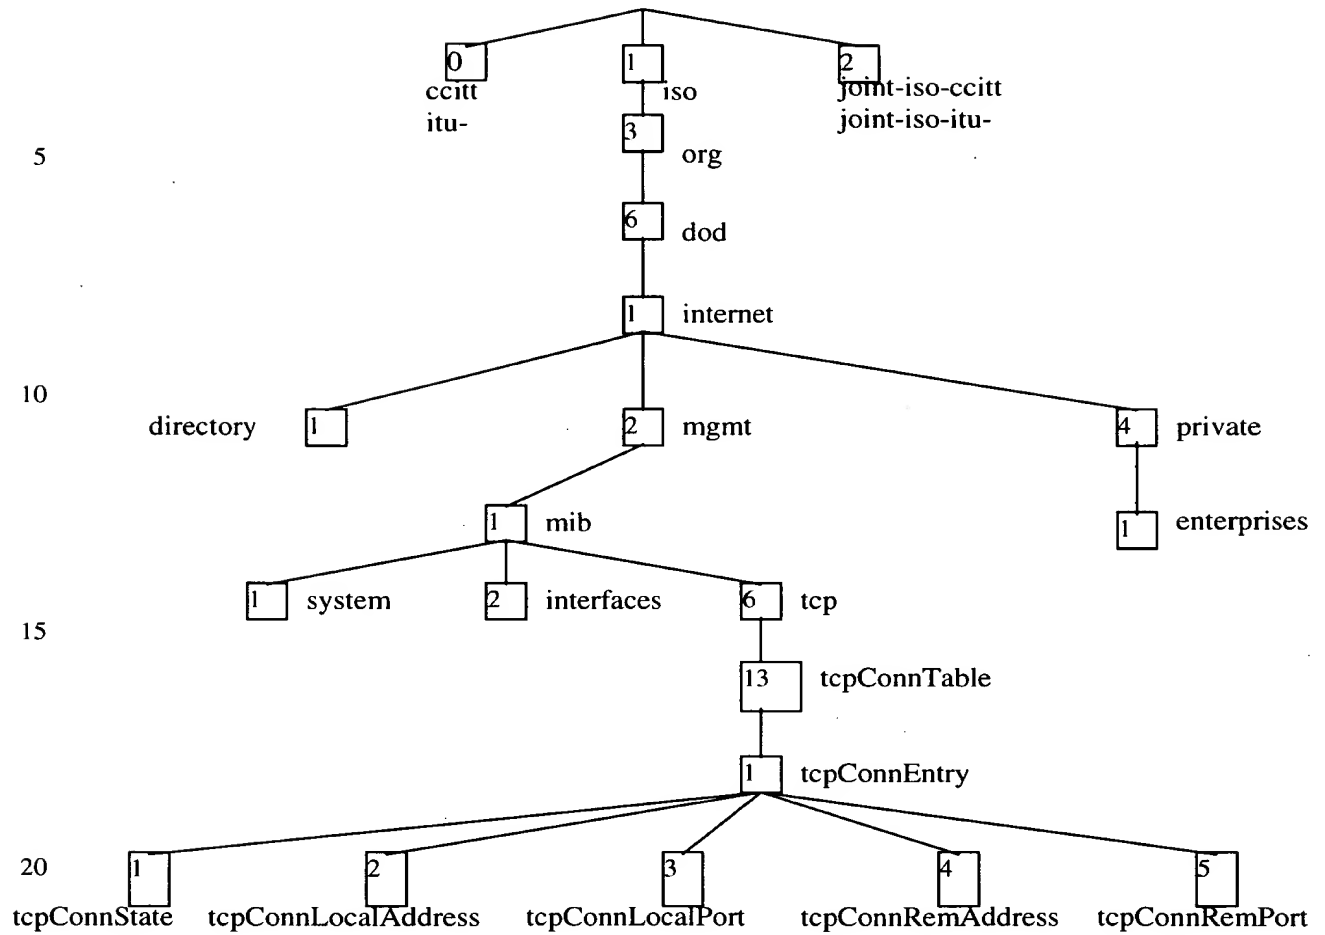 0 1 2
ccitt iso joint-iso-ccitt
itu- joint-iso-itu-
3
5 org
6
dod
1 internet
10
directory 1 2 mgmt 4 private
1 mib 1 enterprises
1 system 2 interfaces 6 tcp
15
13 tcpConnTable
1 tcpConnEntry
20 1 2 3 4 5
tcpConnState tcpConnLocalAddress tcpConnLocalPort tcpConnRemAddress tcpConnRemPort